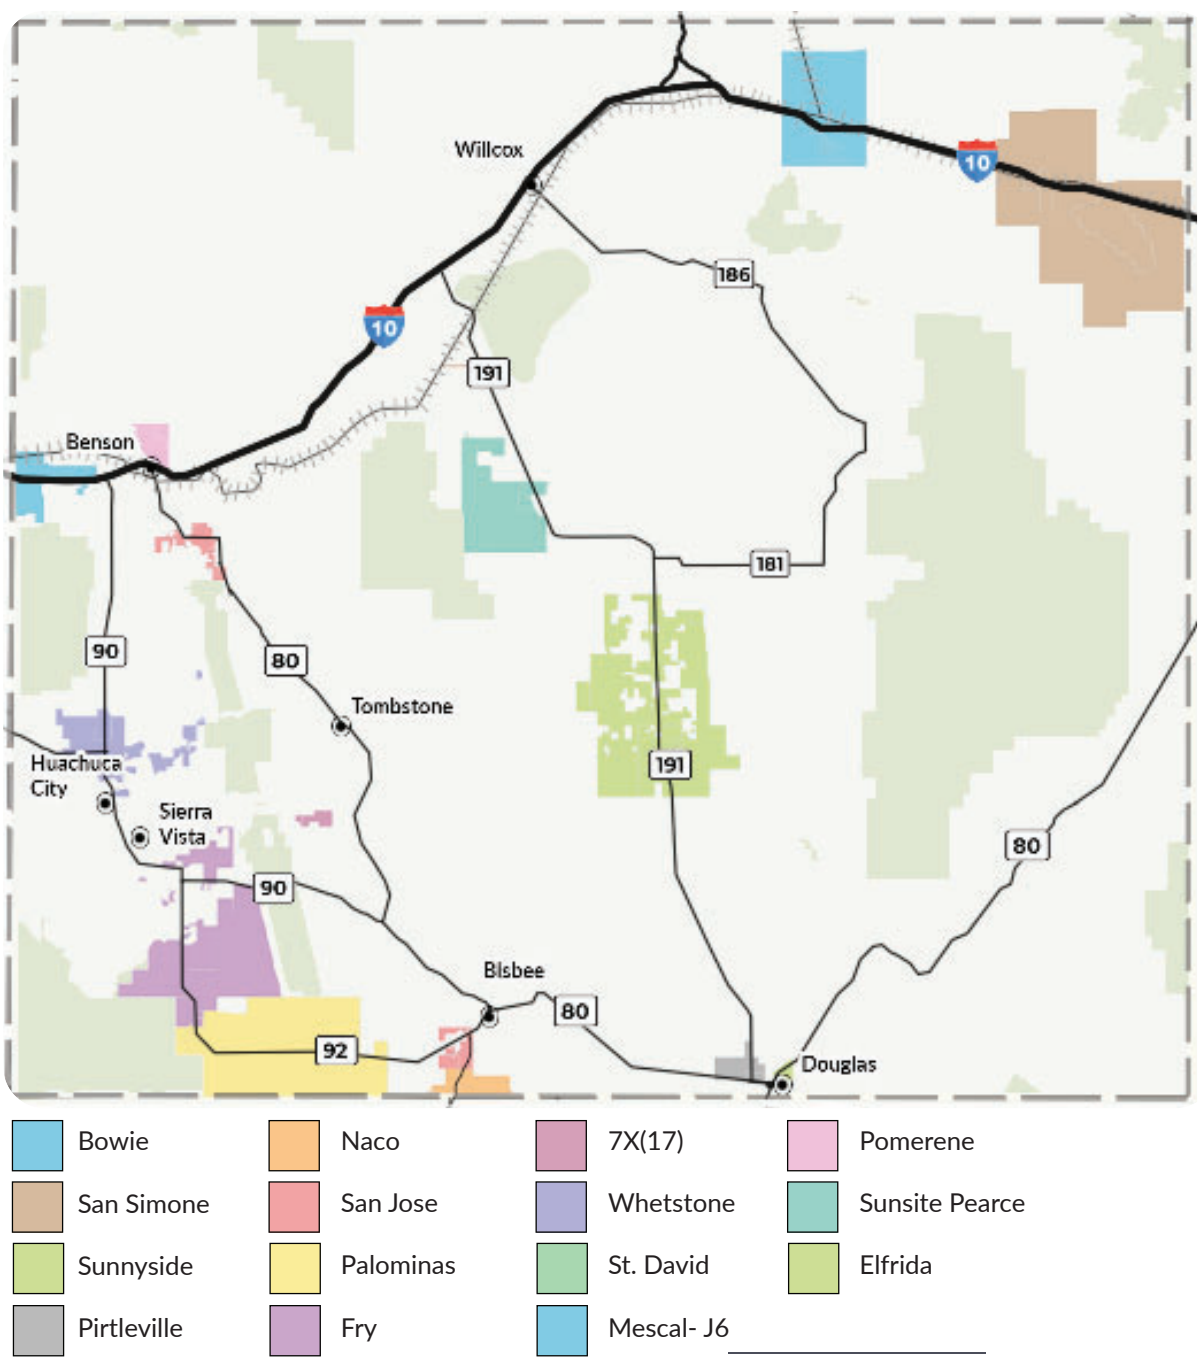 Willcox
10
186
10
191
Benson
181
90
80
Tombstone
Huachuca
City
191
Sierra
Vista
80
90
BIsbee
80
92
Douglas
Bowie
Naco
7X(17)
Pomerene
San Simone
San Jose
Whetstone
Sunsite Pearce
Sunnyside
Palominas
St. David
Elfrida
Pirtleville
Fry
Mescal- J6